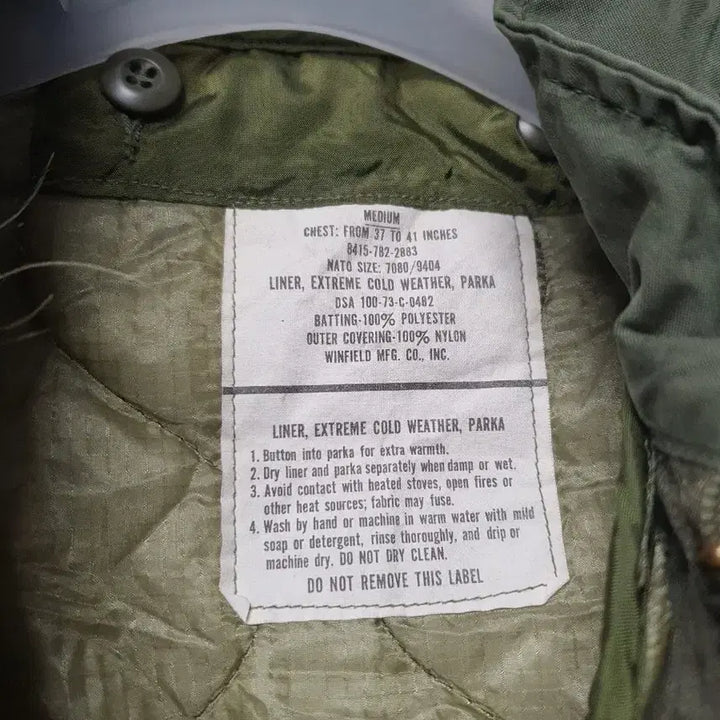 MEDIUM
CHEST: FROM 37 TO 41 INCHES
8415-782-2883
NATO SIZE: 7080/9404
LINER, EXTREME COLD WEATHER, PARKA
DSA 100-73-C-0482
BATTING-100% POLYESTER
OUTER COVERING-100% NYLON
WINFIELD MFG. CO., INC.
LINER, EXTREME COLD WEATHER, PARKA
1. Button into parka for extra warmth.
2. Dry liner and parka separately when damp or wet.
3. Avoid contact with heated stoves, open fires or
other heat sources; fabric may fuse.
4. Wash by hand or machine in warm water with mild
soap or detergent, rinse thoroughly, and drip or
machine dry. DO NOT DRY CLEAN.
DO NOT REMOVE THIS LABEL